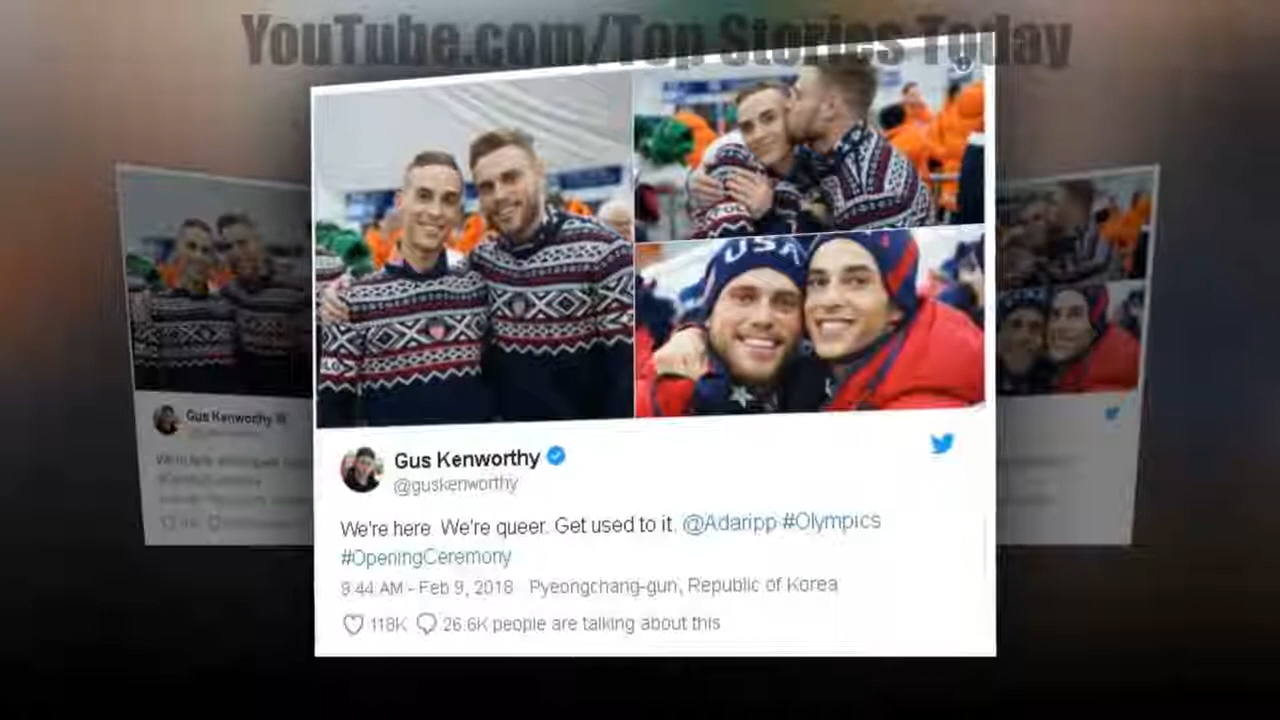 YouTube.com/Top Stories Today
USA
Gus Kenworthy
@guskenworthy
We're here. We're queer. Get used to it. @Adaripp #Olympics
#OpeningCeremony
9:44 AM - Feb 9, 2018 Pyeongchang-gun, Republic of Korea
118K 26.6K people are talking about this
Gus Kenworthy